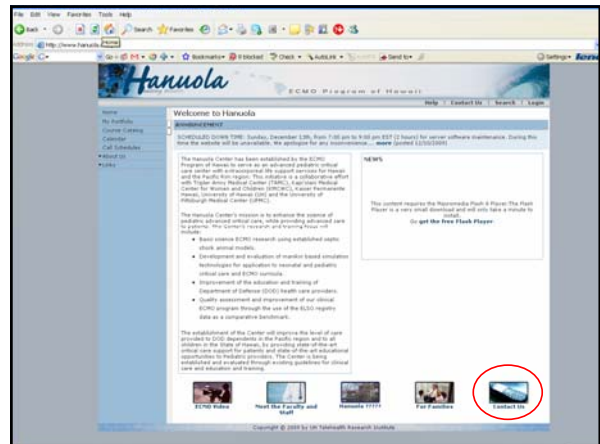 File Edit View Favorites Tools Help
Back Search Favorites
Address http://www.hanuola
Home
Google Go Bookmarks 0 blocked Check AutoLink Send to Settings
Hanuola
ECMO Program of Hawaii
Help | Contact Us | Search | Login
Home
My Portfolio
Course Catalog
Calendar
Call Schedules
About Us
Links
Welcome to Hanuola
ANNOUNCEMENT
SCHEDULED DOWN TIME: Sunday, December 13th, from 7:00 pm to 9:00 pm EST (2 hours) for server software maintenance. During this
time the website will be unavailable. We apologize for any inconvenience... more (posted 12/10/2009)
The Hanuola Center has been established by the ECMO
Program of Hawaii to serve as an advanced pediatric critical
care center with extracorporeal life support services for Hawaii
and the Pacific Rim region. This initiative is a collaborative effort
with Tripler Army Medical Center (TAMC), Kapi'olani Medical
Center for Women and Children (KMCWC), Kaiser Permanente
Hawaii, University of Hawaii (UH) and the University of
Pittsburgh Medical Center (UPMC).
The Hanuola Center's mission is to enhance the science of
pediatric advanced critical care, while providing advanced care
to patients. The Center's research and training focus will
include:
• Basic science ECMO research using established septic
shock animal models.
• Development and evaluation of manikin based simulation
technologies for application to neonatal and pediatric
critical care and ECMO curricula.
• Improvement of the education and training of
Department of Defense (DOD) health care providers.
• Quality assessment and improvement of our clinical
ECMO program through the use of the ELSO registry
data as a comparative benchmark.
The establishment of the Center will improve the level of care
provided to DOD dependents in the Pacific region and to all
children in the State of Hawaii, by providing state-of-the-art
critical care support for patients and state-of-the-art educational
opportunities to Pediatric providers. The Center is being
established and evaluated through existing guidelines for clinical
care and education and training.
NEWS
This content requires the Macromedia Flash 8 Player. The Flash
Player is a very small download and will only take a minute to
install.
Go get the free Flash Player
ECMO Video
Meet the Faculty and
Staff
Hanuola ?????
For Families
Contact Us
Copyright © 2009 by UH Telehealth Research Institute